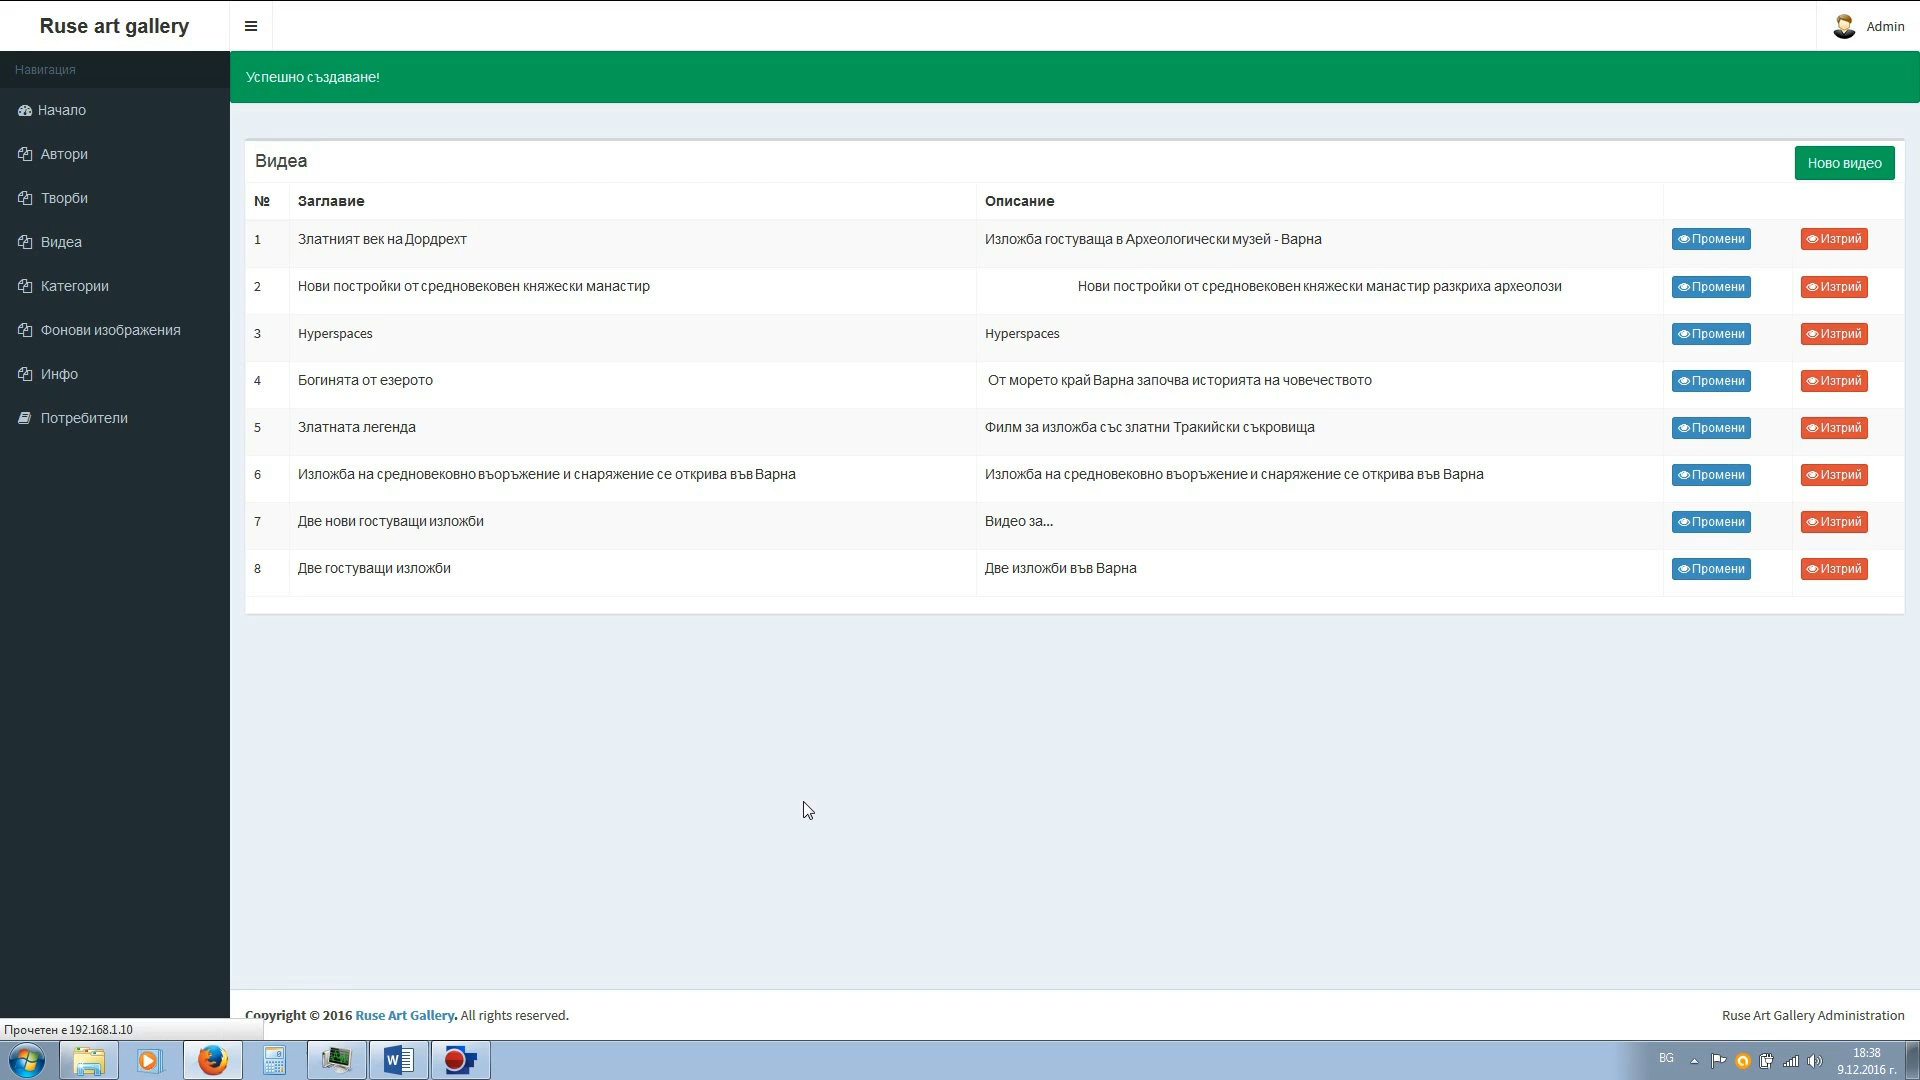 Ruse art gallery
Admin
Навигация
Успешно създаване!
Начало
Автори
Творби
Видеа
Категории
Фонови изображения
Инфо
Потребители
Видеа
Ново видео
№ Заглавие Описание
1 Златният век на Дордрехт Изложба гостуваща в Археологически музей - Варна Промени Изтрий
2 Нови постройки от средновековен княжески манастир Нови постройки от средновековен княжески манастир разкриха археолози Промени Изтрий
3 Hyperspaces Hyperspaces Промени Изтрий
4 Богинята от езерото От морето край Варна започва историята на човечеството Промени Изтрий
5 Златната легенда Филм за изложба със златни Тракийски съкровища Промени Изтрий
6 Изложба на средновековно въоръжение и снаряжение се открива във Варна Изложба на средновековно въоръжение и снаряжение се открива във Варна Промени Изтрий
7 Две нови гостуващи изложби Видео за... Промени Изтрий
8 Две гостуващи изложби Две изложби във Варна Промени Изтрий
Copyright © 2016 Ruse Art Gallery. All rights reserved.
Ruse Art Gallery Administration
Прочетен е 192.168.1.10
BG
18:38
9.12.2016 г.